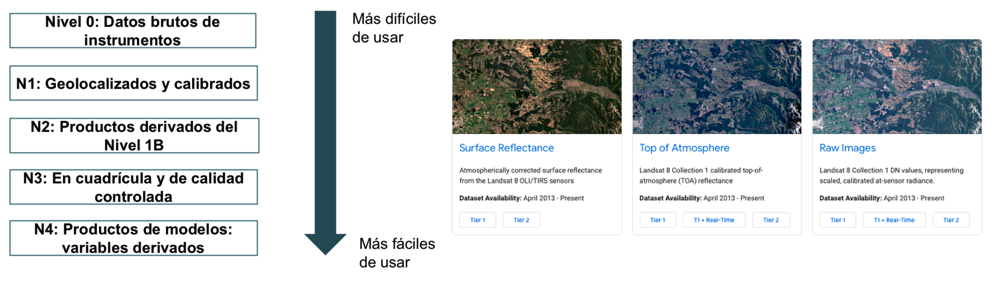 Nivel 0: Datos brutos de
instrumentos
N1: Geolocalizados y calibrados
N2: Productos derivados del
Nivel 1B
N3: En cuadrícula y de calidad
controlada
N4: Productos de modelos:
variables derivados
Más difíciles
de usar
Más fáciles
de usar
Surface Reflectance
Atmospherically corrected surface reflectance
from the Landsat 8 OLI/TIRS sensors
Dataset Availability: April 2013 - Present
Tier 1
Tier 2
Top of Atmosphere
Landsat 8 Collection 1 calibrated top-of-
atmosphere (TOA) reflectance
Dataset Availability: April 2013 - Present
Tier 1
T1 + Real-Time
Tier 2
Raw Images
Landsat 8 Collection 1 DN values, representing
scaled, calibrated at-sensor radiance.
Dataset Availability: April 2013 - Present
Tier 1
T1 + Real-Time
Tier 2